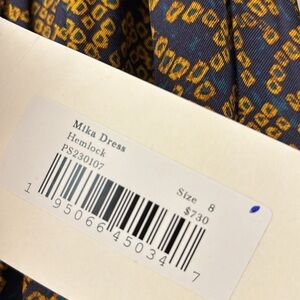 Mika Dress
Hemlock
PS230107
Size 8
$730
1 95066 45034 7